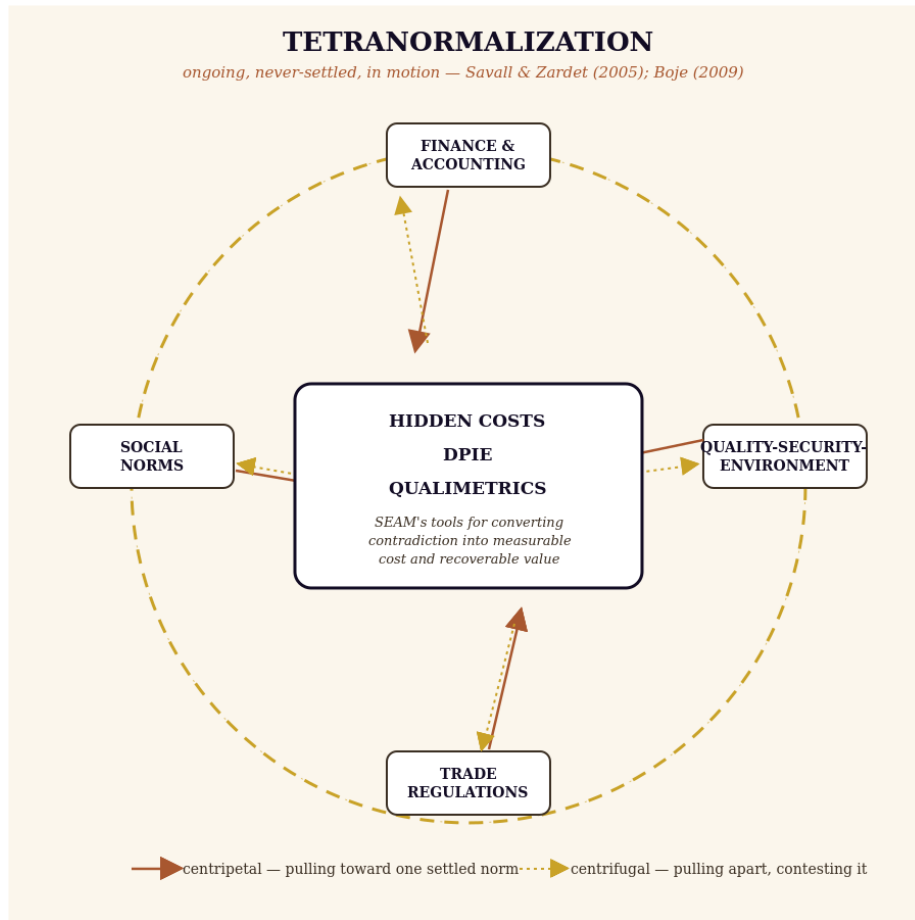 TETRANORMALIZATION
ongoing, never-settled, in motion — Savall & Zardet (2005); Boje (2009)
FINANCE &
ACCOUNTING
SOCIAL
NORMS
HIDDEN COSTS
DPIE
QUALIMETRICS
SEAM's tools for converting
contradiction into measurable
cost and recoverable value
QUALITY-SECURITY-
ENVIRONMENT
TRADE
REGULATIONS
centripetal — pulling toward one settled norm
centrifugal — pulling apart, contesting it